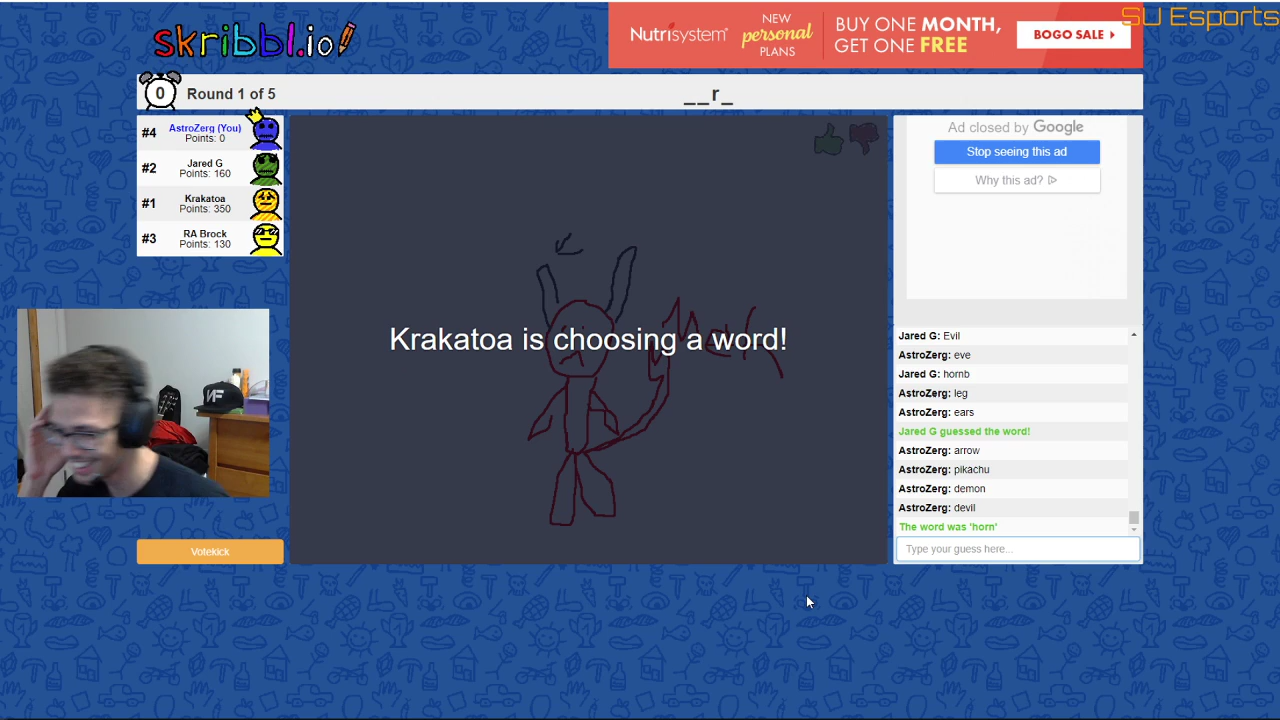 SU Esports
skribbl.io
Nutrisystem®
NEW
personal
PLANS
BUY ONE MONTH,
GET ONE FREE
BOGO SALE
0
Round 1 of 5
__r_
#4
AstroZerg (You)
Points: 0
#2
Jared G
Points: 160
#1
Krakatoa
Points: 350
#3
RA Brock
Points: 130
Krakatoa is choosing a word!
NF
Votekick
Ad closed by Google
Stop seeing this ad
Why this ad?
Jared G: Evil
AstroZerg: eve
Jared G: hornb
AstroZerg: leg
AstroZerg: ears
Jared G guessed the word!
AstroZerg: arrow
AstroZerg: pikachu
AstroZerg: demon
AstroZerg: devil
The word was 'horn'
Type your guess here...